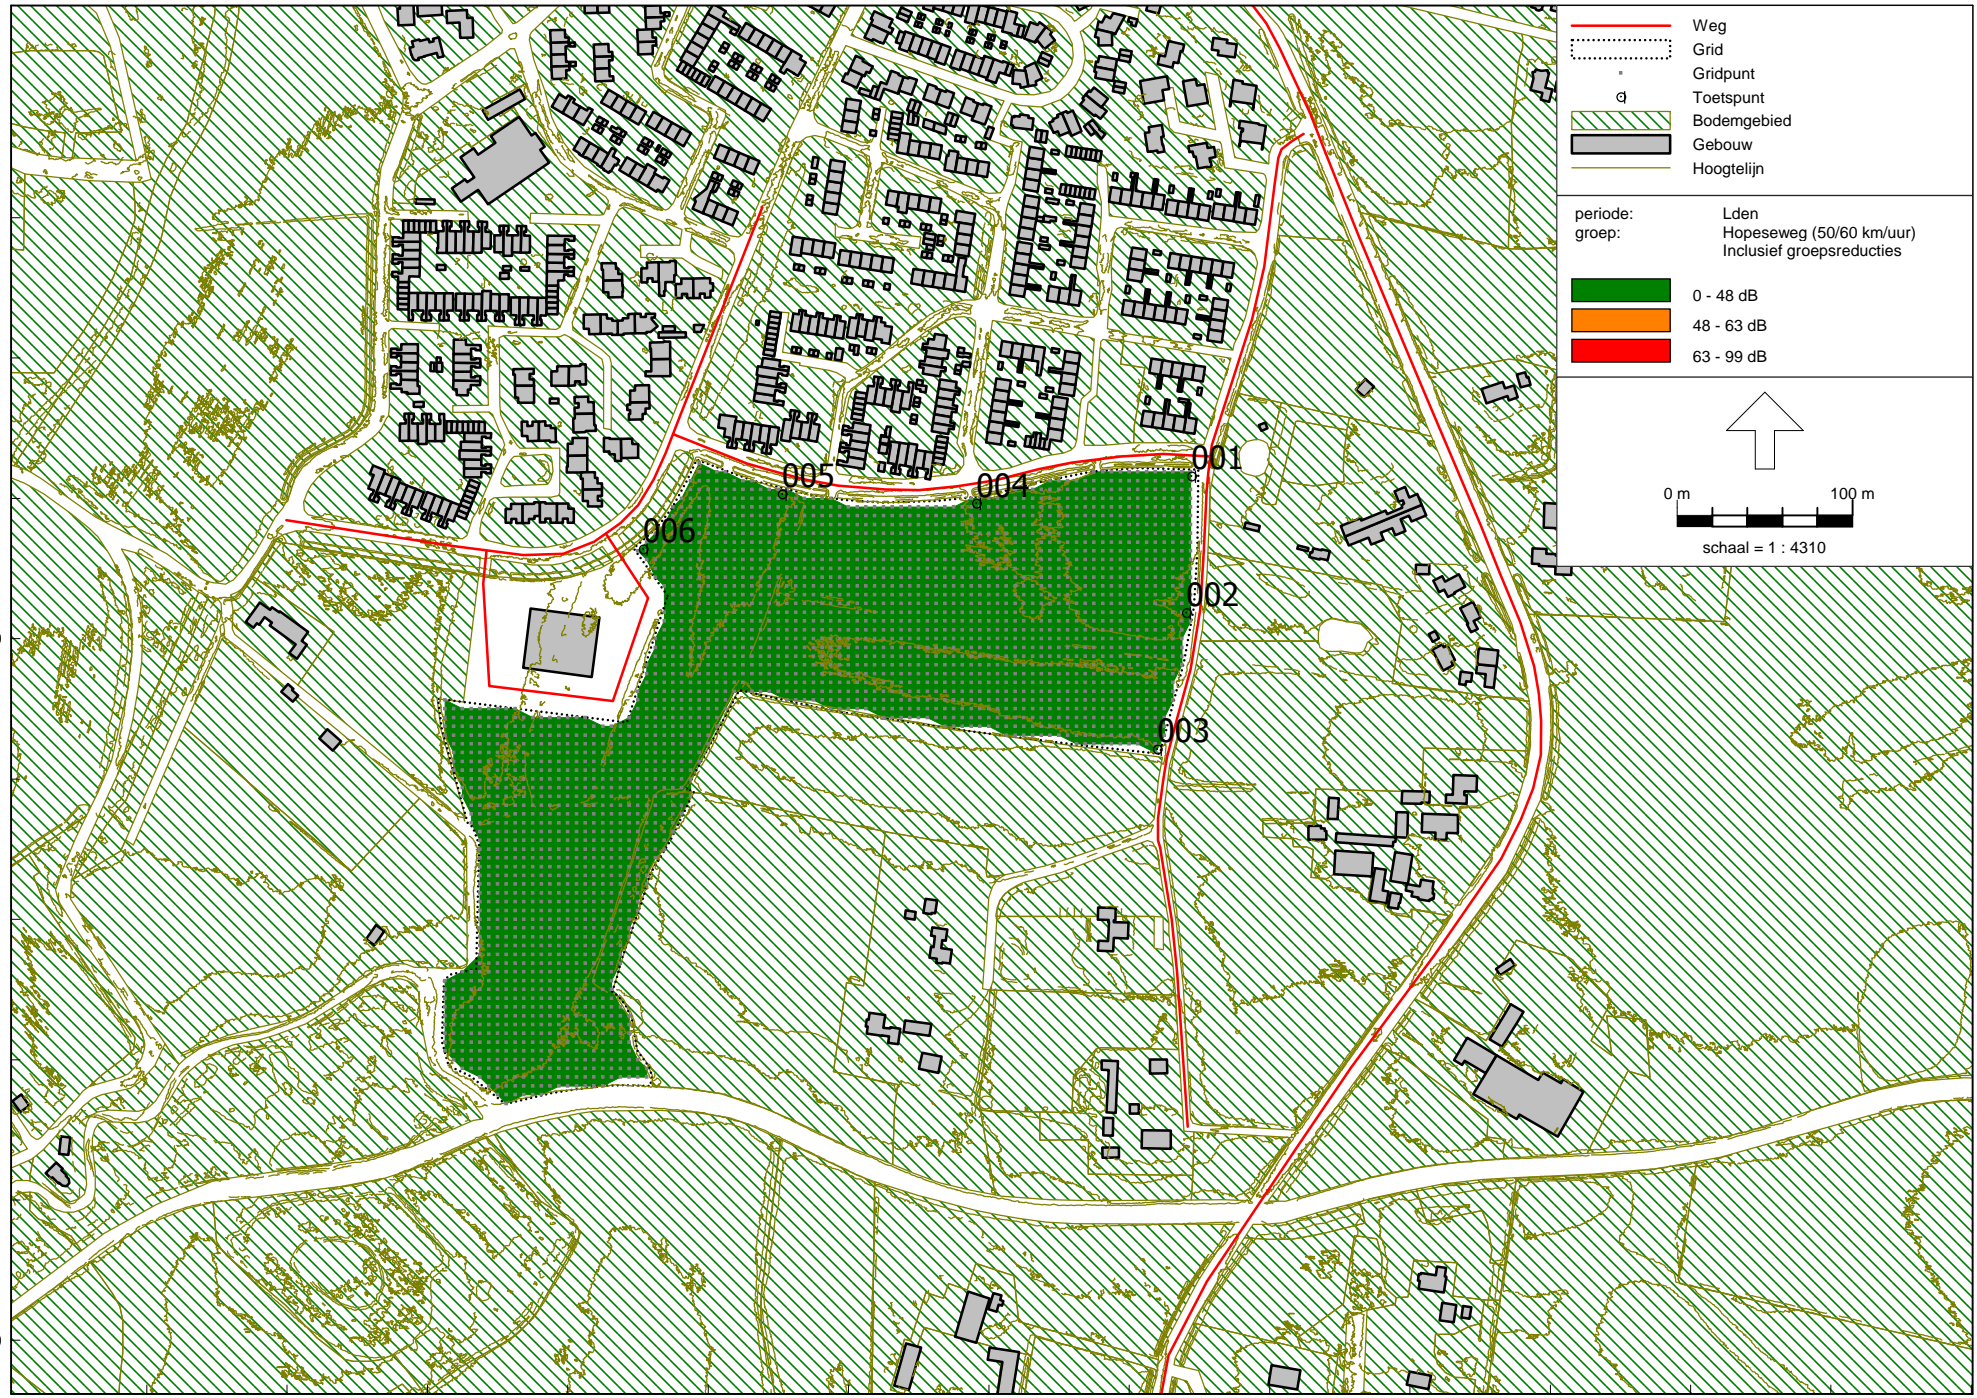 Weg
Grid
Gridpunt
Toetspunt
Bodemgebied
Gebouw
Hoogtelijn
periode: Lden
groep: Hopeseweg (50/60 km/uur)
Inclusief groepsreducties
0 - 48 dB
48 - 63 dB
63 - 99 dB
0 m 100 m
schaal = 1 : 4310
001
005
004
006
002
003